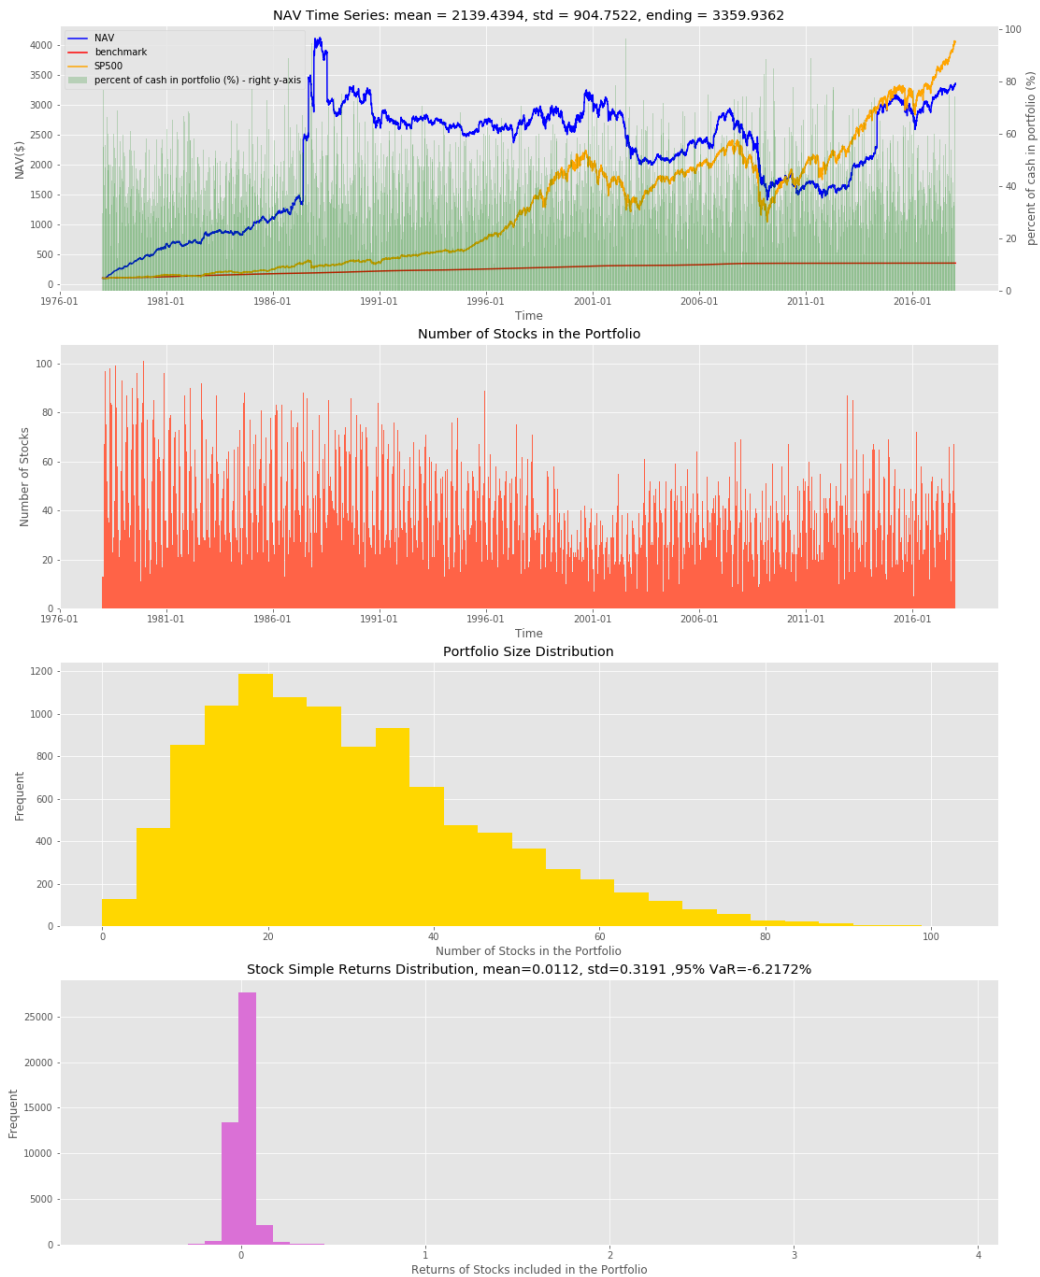 NAV Time Series: mean = 2139.4394, std = 904.7522, ending = 3359.9362
NAV
benchmark
SP500
percent of cash in portfolio (%) - right y-axis
NAV($)
4000
3500
3000
2500
2000
1500
1000
500
0
100
80
60
40
20
0
percent of cash in portfolio (%)
1976-01 1981-01 1986-01 1991-01 1996-01 2001-01 2006-01 2011-01 2016-01
Time
Number of Stocks in the Portfolio
Number of Stocks
100
80
60
40
20
0
1976-01 1981-01 1986-01 1991-01 1996-01 2001-01 2006-01 2011-01 2016-01
Time
Portfolio Size Distribution
Frequent
1200
1000
800
600
400
200
0
0 20 40 60 80 100
Number of Stocks in the Portfolio
Stock Simple Returns Distribution, mean=0.0112, std=0.3191 ,95% VaR=-6.2172%
Frequent
25000
20000
15000
10000
5000
0
0 1 2 3 4
Returns of Stocks included in the Portfolio